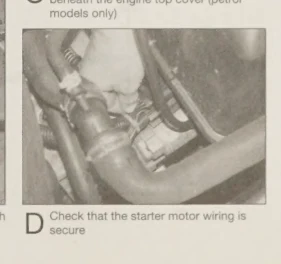 beneath the engine top cover (petrol
models only)
h
D Check that the starter motor wiring is
secure